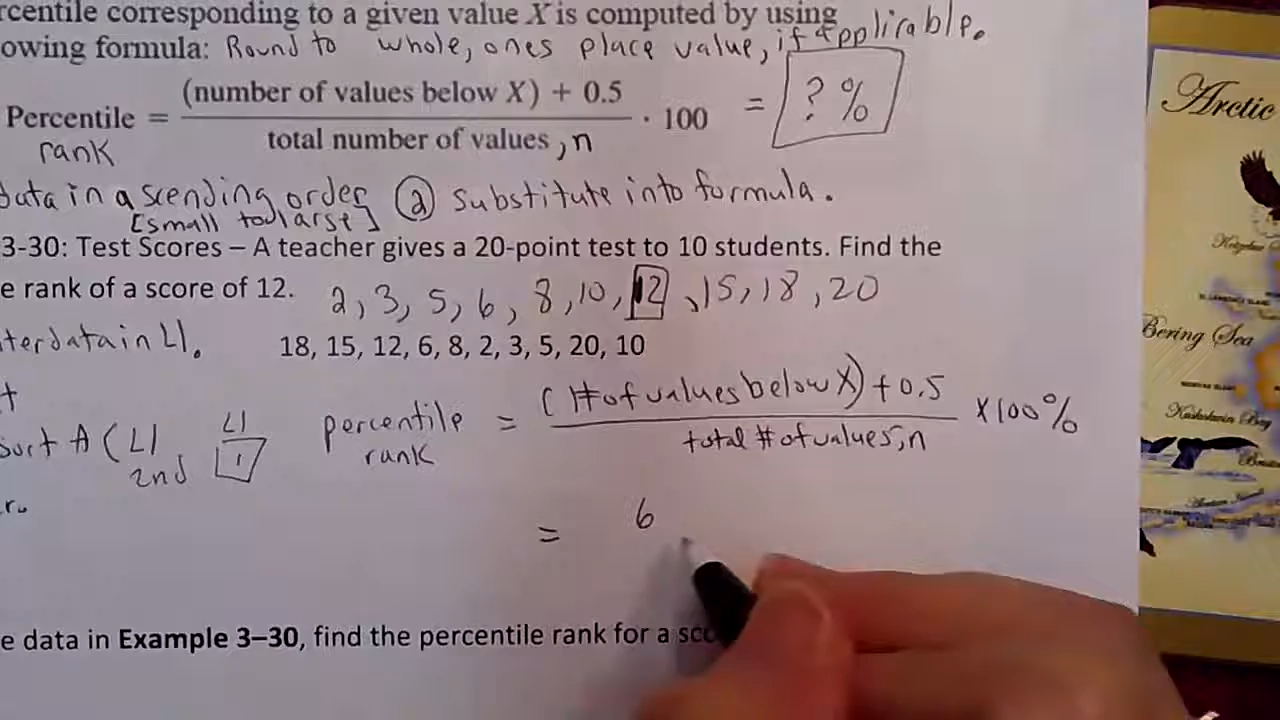 rcentile corresponding to a given value X is computed by using
owing formula: Round to whole, ones place value, if applicable.
Percentile = (number of values below X) + 0.5 / total number of values, n · 100 = ? %
rank
data in ascending order ② substitute into formula.
[small to large]
3-30: Test Scores – A teacher gives a 20-point test to 10 students. Find the
e rank of a score of 12. 2, 3, 5, 6, 8, 10, 12, 15, 18, 20
ter data in L1. 18, 15, 12, 6, 8, 2, 3, 5, 20, 10
t
sort A (L1 2nd L1 1
percentile rank = (# of values below X) + 0.5 / total # of values, n X 100%
= 6
e data in Example 3–30, find the percentile rank for a sco
Arctic
Bering Sea
Kuskokwim Bay